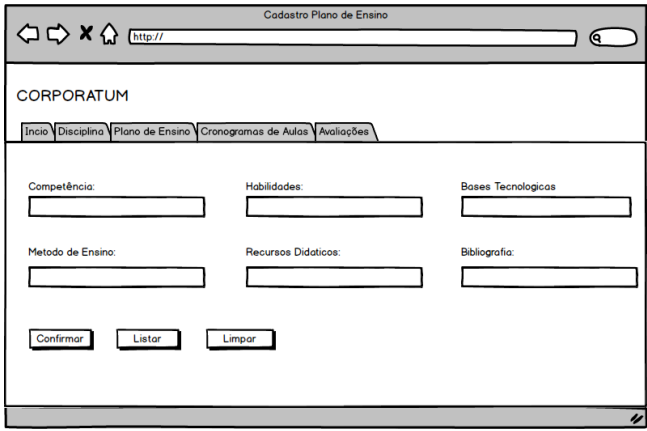 Cadastro Plano de Ensino
http://
CORPORATUM
Incio Disciplina Plano de Ensino Cronogramas de Aulas Avaliações
Competência: Habilidades: Bases Tecnologicas
Metodo de Ensino: Recursos Didaticos: Bibliografia:
Confirmar Listar Limpar